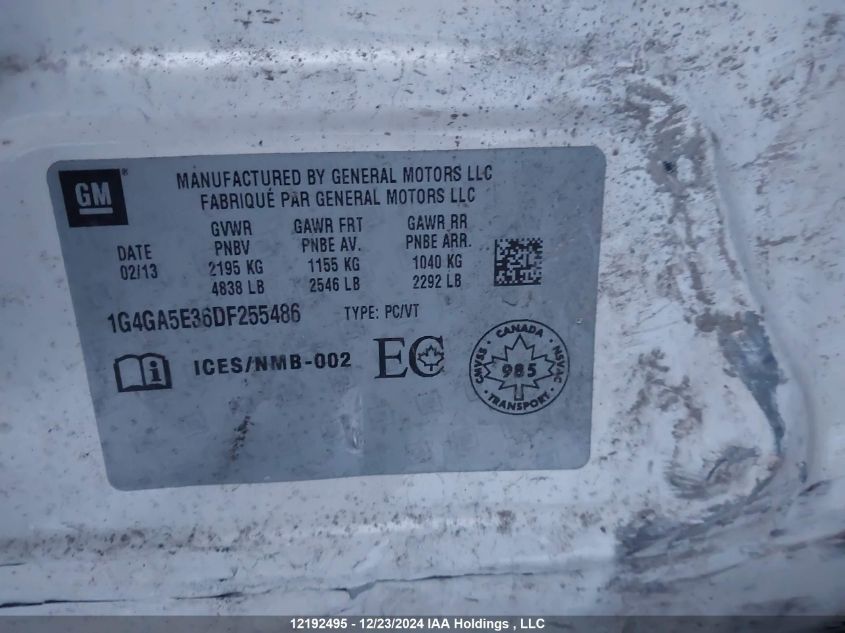 GM
MANUFACTURED BY GENERAL MOTORS LLC
FABRIQUÉ PAR GENERAL MOTORS LLC
DATE
02/13
GVWR
PNBV
2195 KG
4838 LB
GAWR FRT
PNBE AV.
1155 KG
2546 LB
GAWR RR
PNBE ARR.
1040 KG
2292 LB
1G4GA5E36DF255486 TYPE: PC/VT
i ICES/NMB-002 EC
CANADA
CMVSS 985 NSVAC
TRANSPORT
12192495 - 12/23/2024 IAA Holdings , LLC